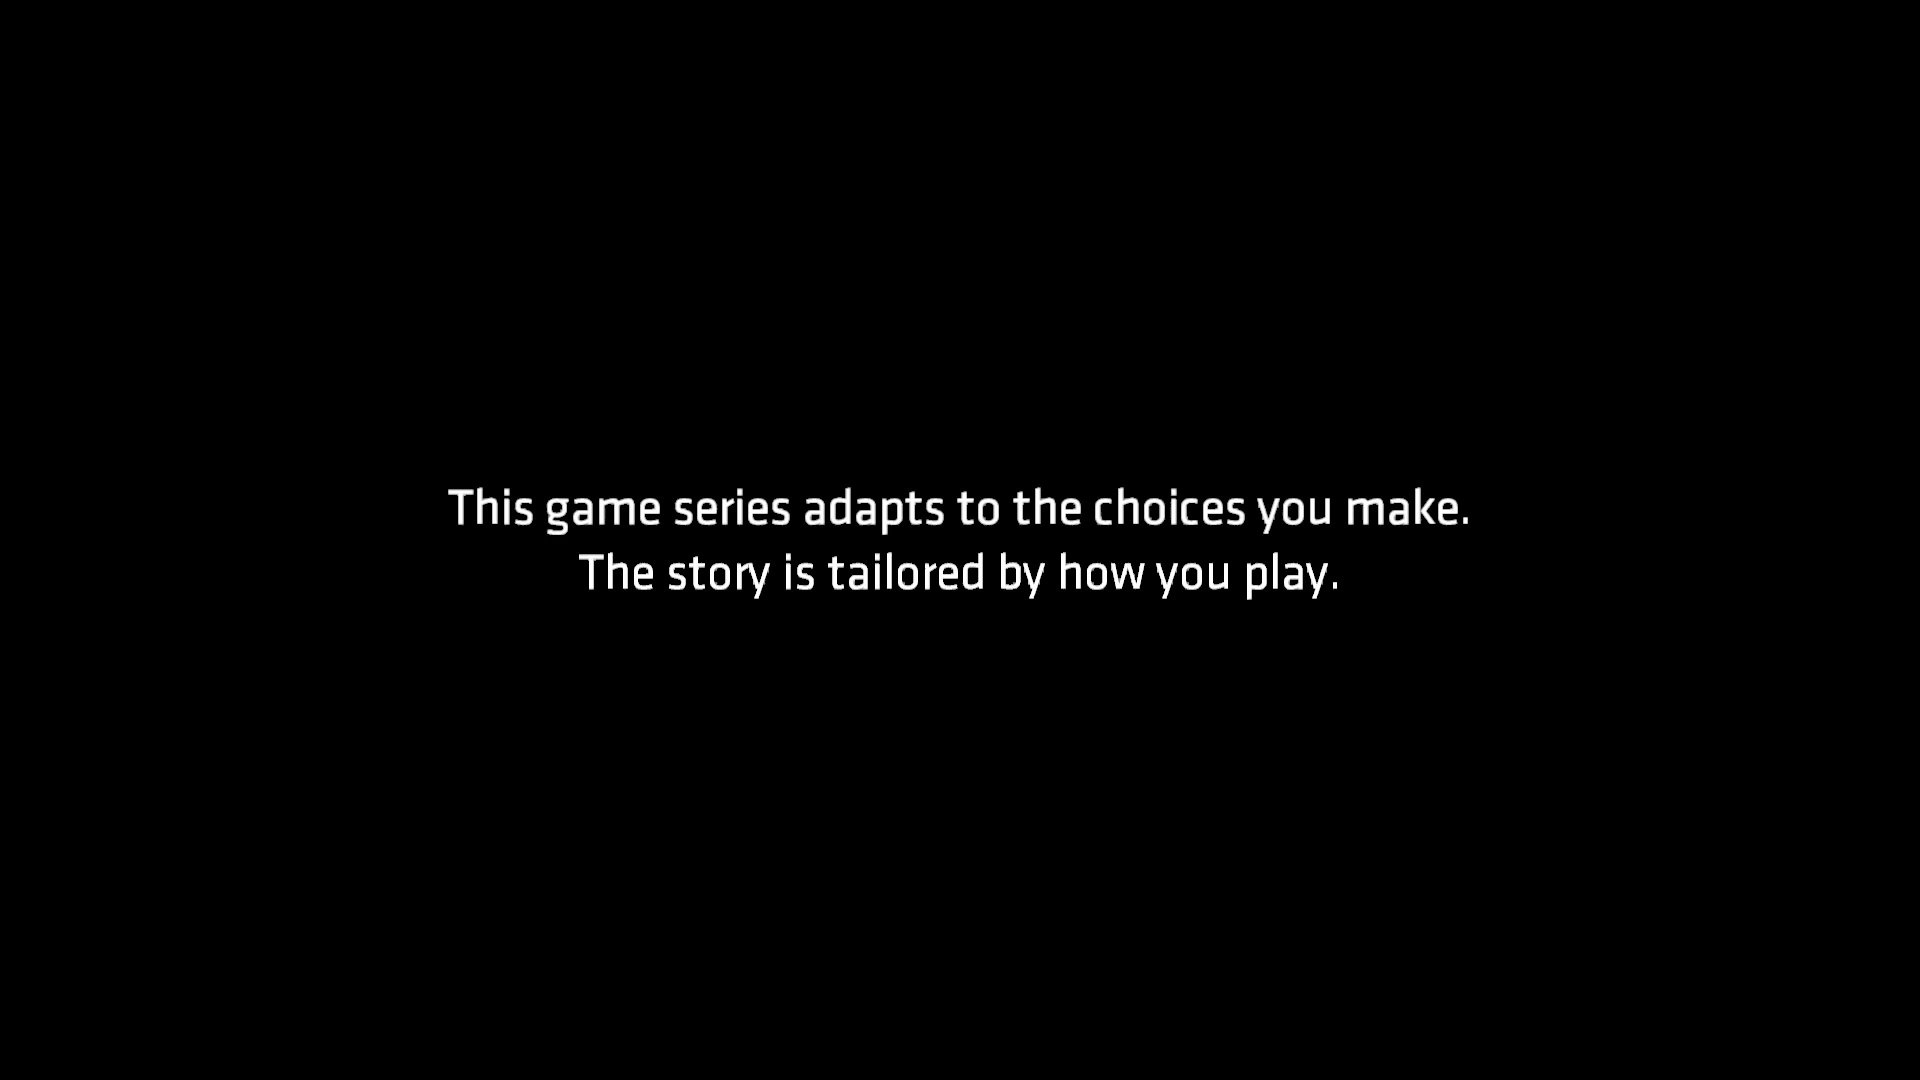 This game series adapts to the choices you make.
The story is tailored by how you play.